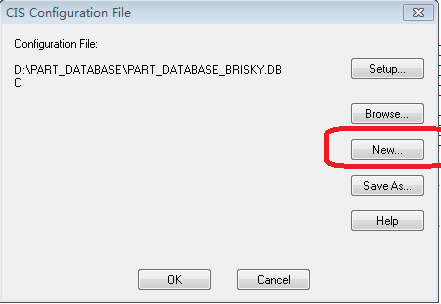 CIS Configuration File
Configuration File:
D:\PART_DATABASE\PART_DATABASE_BRISKY.DB
C
Setup...
Browse...
New...
Save As...
Help
OK
Cancel